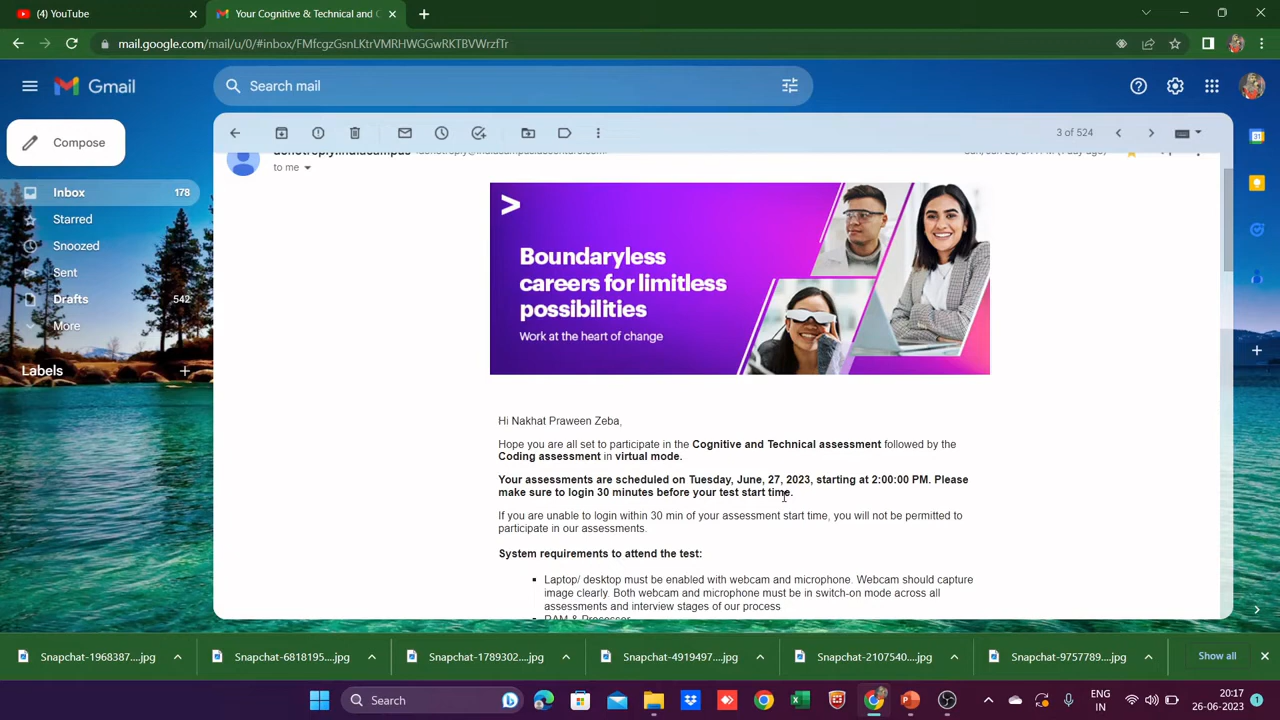 (4) YouTube
Your Cognitive & Technical and C
mail.google.com/mail/u/0/#inbox/FMfcgzGsnLKtrVMRHWGGwRKTBVWrzfTr
Gmail
Search mail
Compose
3 of 524
to me
Inbox 178
Starred
Snoozed
Sent
Drafts 542
More
Labels
Boundaryless
careers for limitless
possibilities
Work at the heart of change
Hi Nakhat Praween Zeba,
Hope you are all set to participate in the Cognitive and Technical assessment followed by the
Coding assessment in virtual mode.
Your assessments are scheduled on Tuesday, June, 27, 2023, starting at 2:00:00 PM. Please
make sure to login 30 minutes before your test start time.
If you are unable to login within 30 min of your assessment start time, you will not be permitted to
participate in our assessments.
System requirements to attend the test:
Laptop/ desktop must be enabled with webcam and microphone. Webcam should capture
image clearly. Both webcam and microphone must be in switch-on mode across all
assessments and interview stages of our process
RAM & Processor
Snapchat-1968387....jpg
Snapchat-6818195....jpg
Snapchat-1789302....jpg
Snapchat-4919497....jpg
Snapchat-2107540....jpg
Snapchat-9757789....jpg
Show all
Search
ENG
IN
20:17
26-06-2023
1